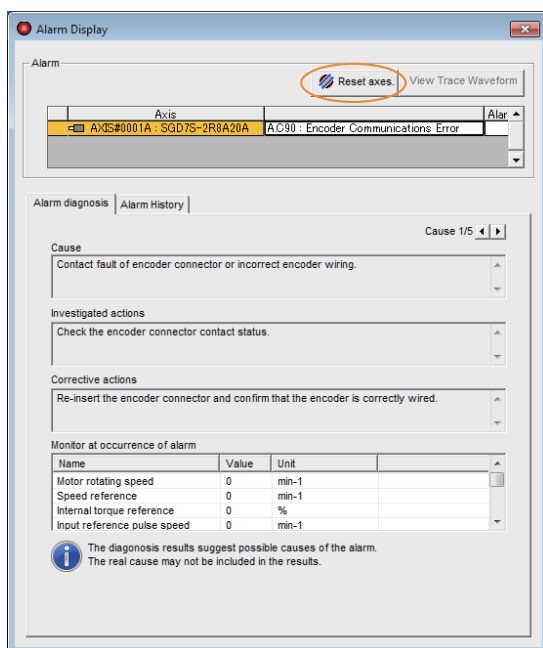 Alarm Display
Alarm
Reset axes. View Trace Waveform
Axis Alar
AXIS#0001A : SGD7S-2R8A20A A.C90 : Encoder Communications Error
Alarm diagnosis Alarm History
Cause 1/5
Cause
Contact fault of encoder connector or incorrect encoder wiring.
Investigated actions
Check the encoder connector contact status.
Corrective actions
Re-insert the encoder connector and confirm that the encoder is correctly wired.
Monitor at occurrence of alarm
Name Value Unit
Motor rotating speed 0 min-1
Speed reference 0 min-1
Internal torque reference 0 %
Input reference pulse speed 0 min-1
The diagonosis results suggest possible causes of the alarm.
The real cause may not be included in the results.